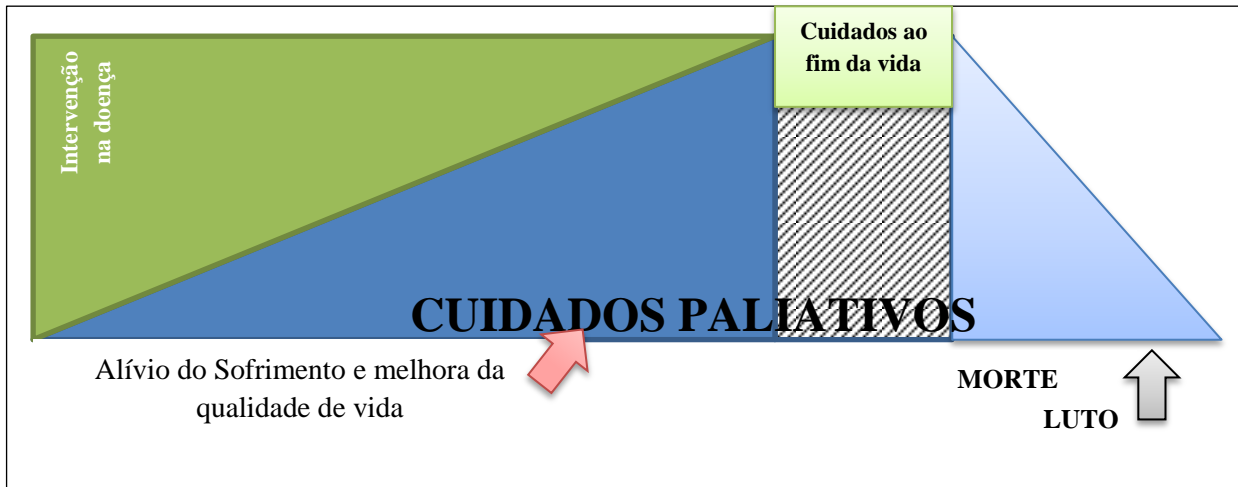 Intervenção
na doença
Cuidados ao
fim da vida
CUIDADOS PALIATIVOS
Alívio do Sofrimento e melhora da
qualidade de vida
MORTE
LUTO